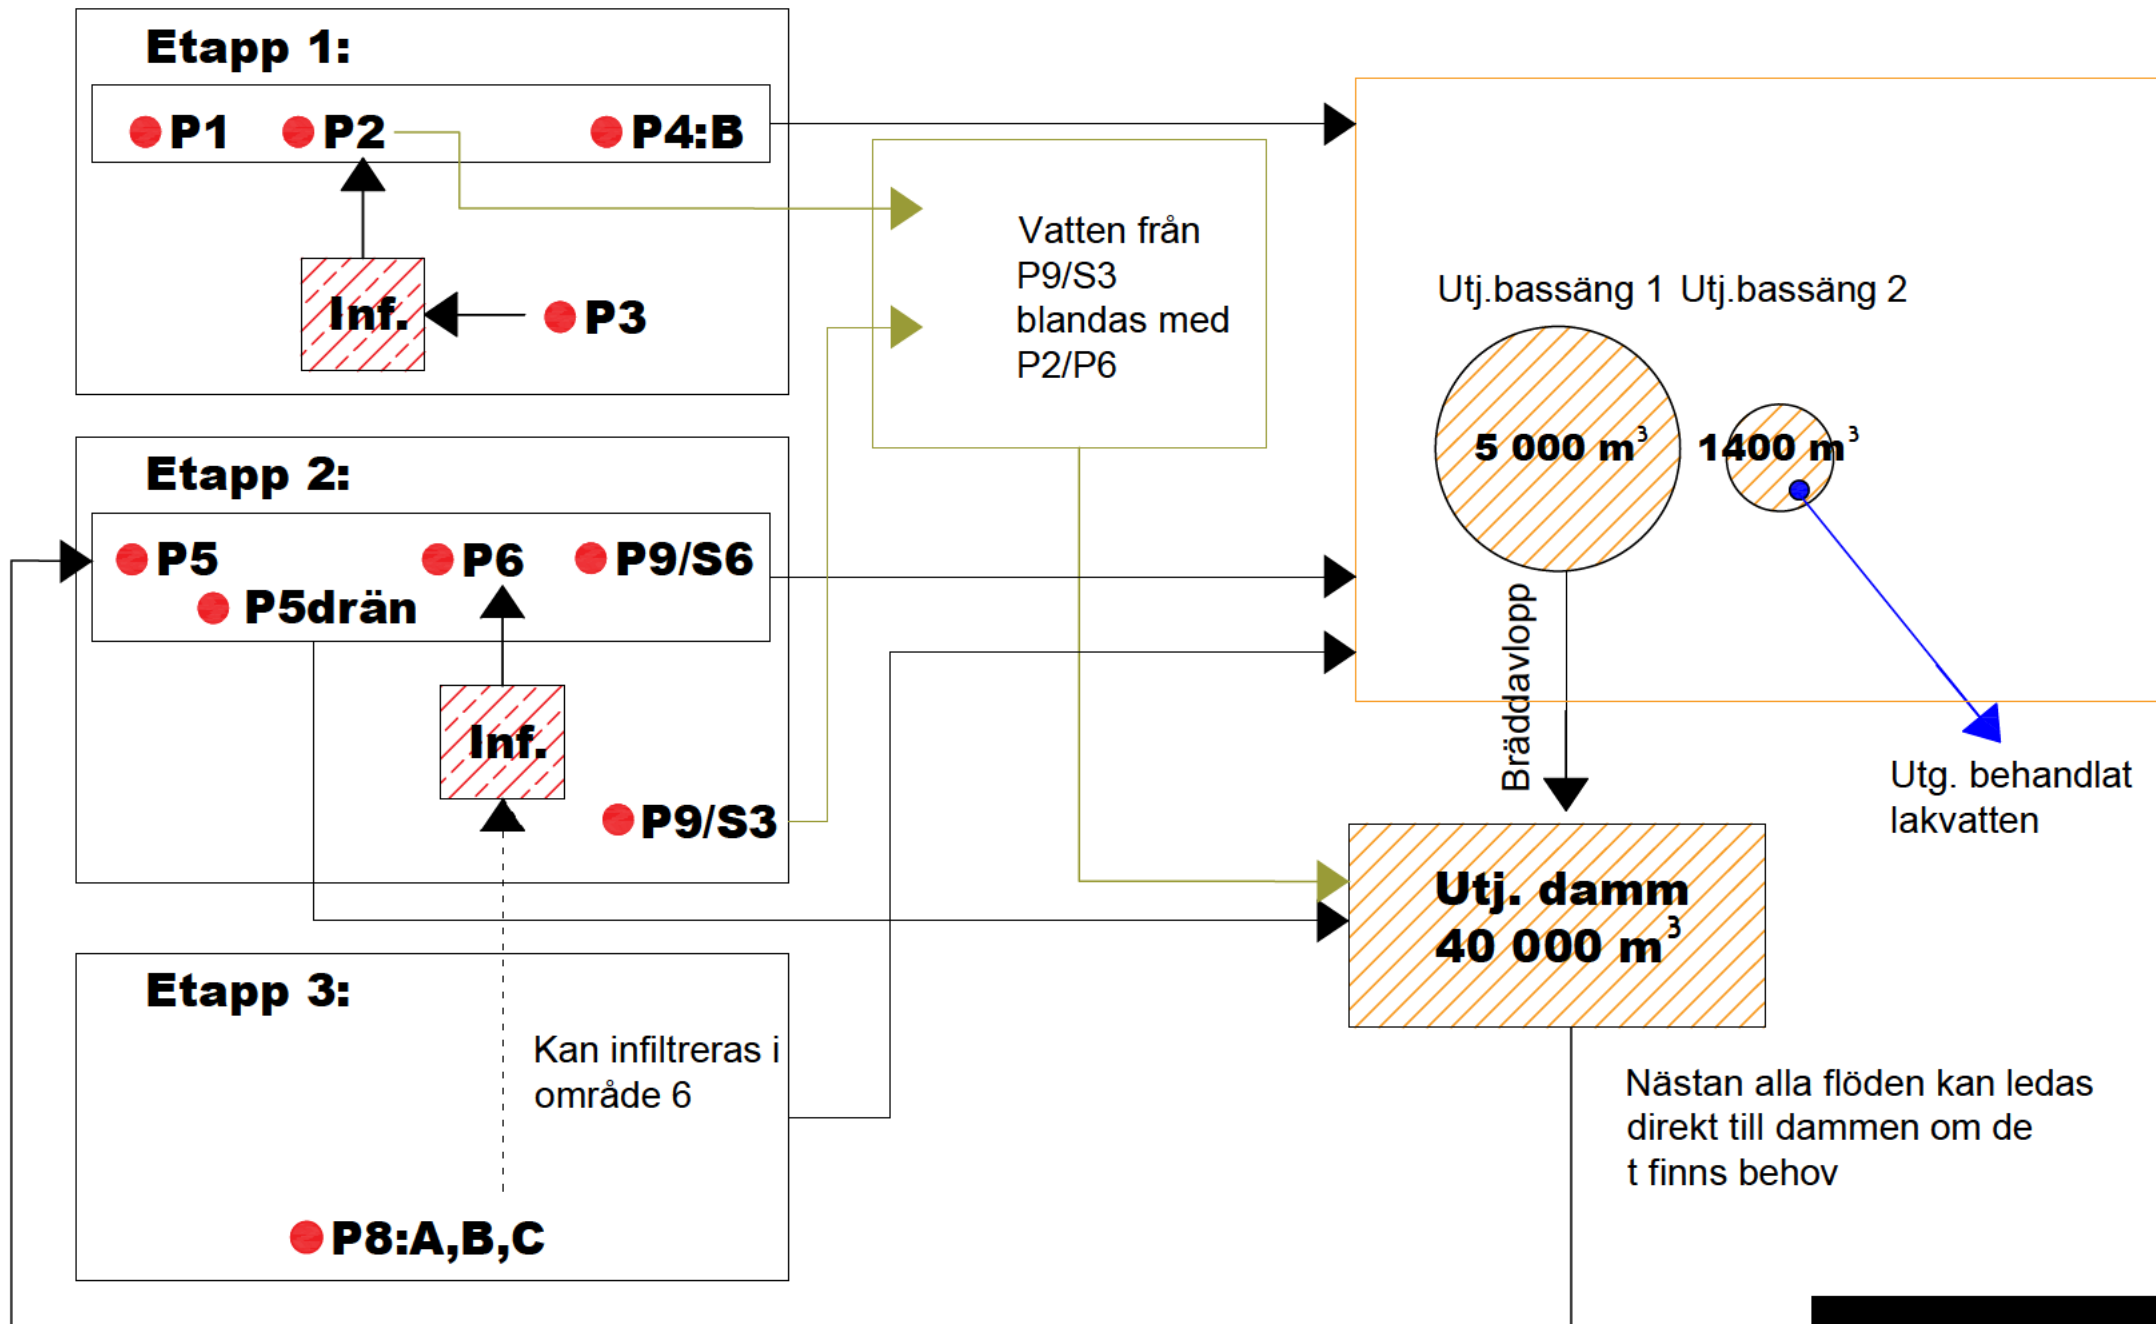 Etapp 1:
P1
P2
P4:B
Inf.
P3
Vatten från
P9/S3
blandas med
P2/P6
Utj.bassäng 1
Utj.bassäng 2
5 000 m³
1400 m³
Etapp 2:
P5
P6
P9/S6
P5drän
Inf.
P9/S3
Bräddavlopp
Utg. behandlat
lakvatten
Utj. damm
40 000 m³
Etapp 3:
Kan infiltreras i
område 6
P8:A,B,C
Nästan alla flöden kan ledas
direkt till dammen om de
t finns behov